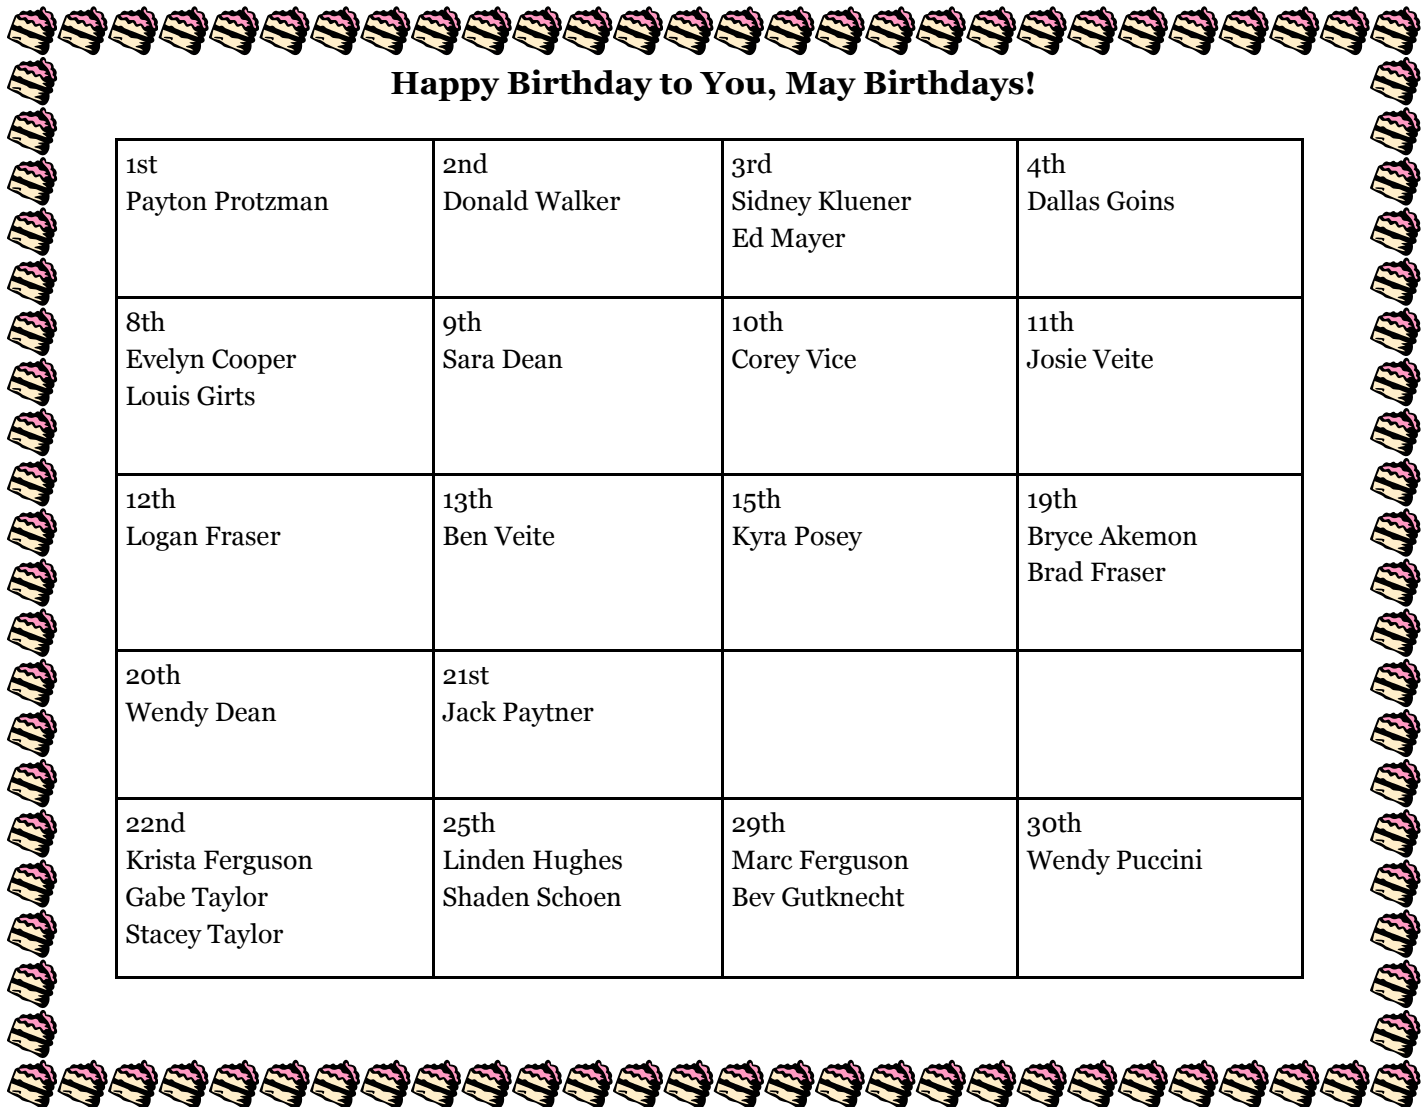 Happy Birthday to You, May Birthdays!
1st
Payton Protzman
2nd
Donald Walker
3rd
Sidney Kluener
Ed Mayer
4th
Dallas Goins
8th
Evelyn Cooper
Louis Girts
9th
Sara Dean
10th
Corey Vice
11th
Josie Veite
12th
Logan Fraser
13th
Ben Veite
15th
Kyra Posey
19th
Bryce Akemon
Brad Fraser
20th
Wendy Dean
21st
Jack Paytner
22nd
Krista Ferguson
Gabe Taylor
Stacey Taylor
25th
Linden Hughes
Shaden Schoen
29th
Marc Ferguson
Bev Gutknecht
30th
Wendy Puccini